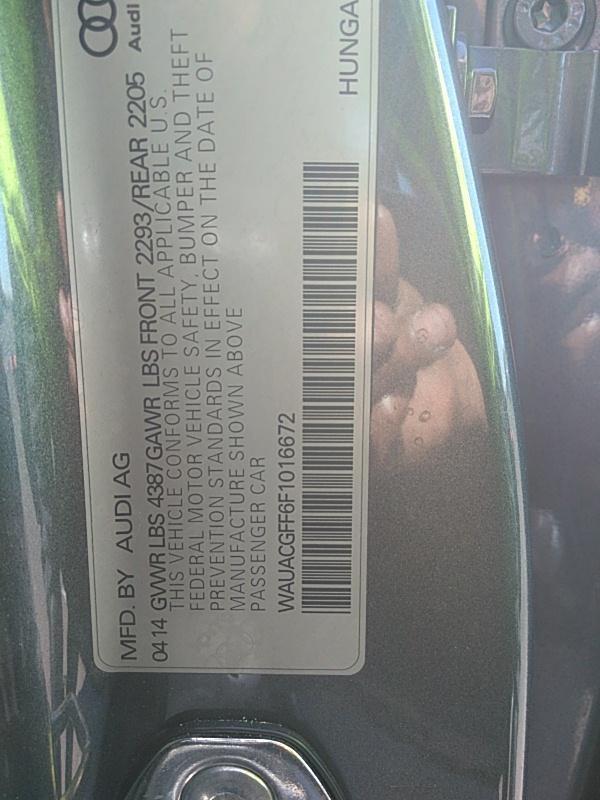 Audi
MFD. BY AUDI AG
0414 GVWR LBS 4387 GAWR LBS FRONT 2293/REAR 2205
THIS VEHICLE CONFORMS TO ALL APPLICABLE U.S.
FEDERAL MOTOR VEHICLE SAFETY, BUMPER AND THEFT
PREVENTION STANDARDS IN EFFECT ON THE DATE OF
MANUFACTURE SHOWN ABOVE
PASSENGER CAR
WAUACGFF6F1016672
HUNGA